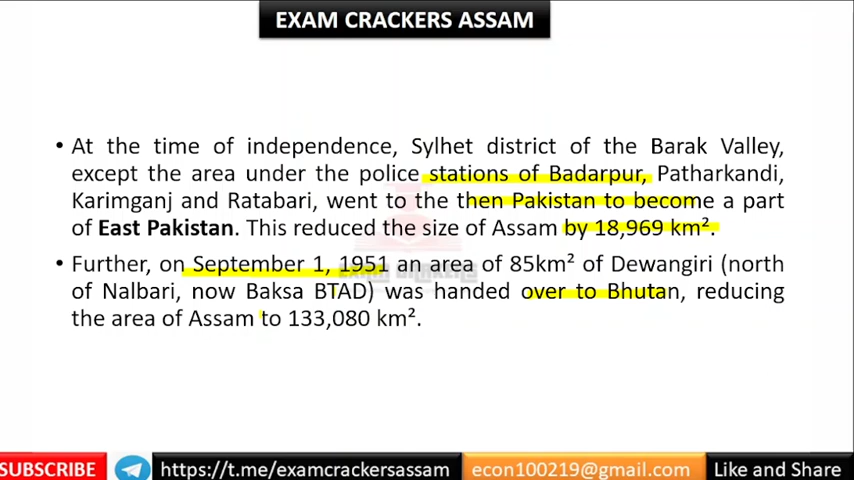 EXAM CRACKERS ASSAM
• At the time of independence, Sylhet district of the Barak Valley,
except the area under the police stations of Badarpur, Patharkandi,
Karimganj and Ratabari, went to the then Pakistan to become a part
of East Pakistan. This reduced the size of Assam by 18,969 km².
• Further, on September 1, 1951 an area of 85km² of Dewangiri (north
of Nalbari, now Baksa BTAD) was handed over to Bhutan, reducing
the area of Assam to 133,080 km².
SUBSCRIBE https://t.me/examcrackersassam econ100219@gmail.com Like and Share